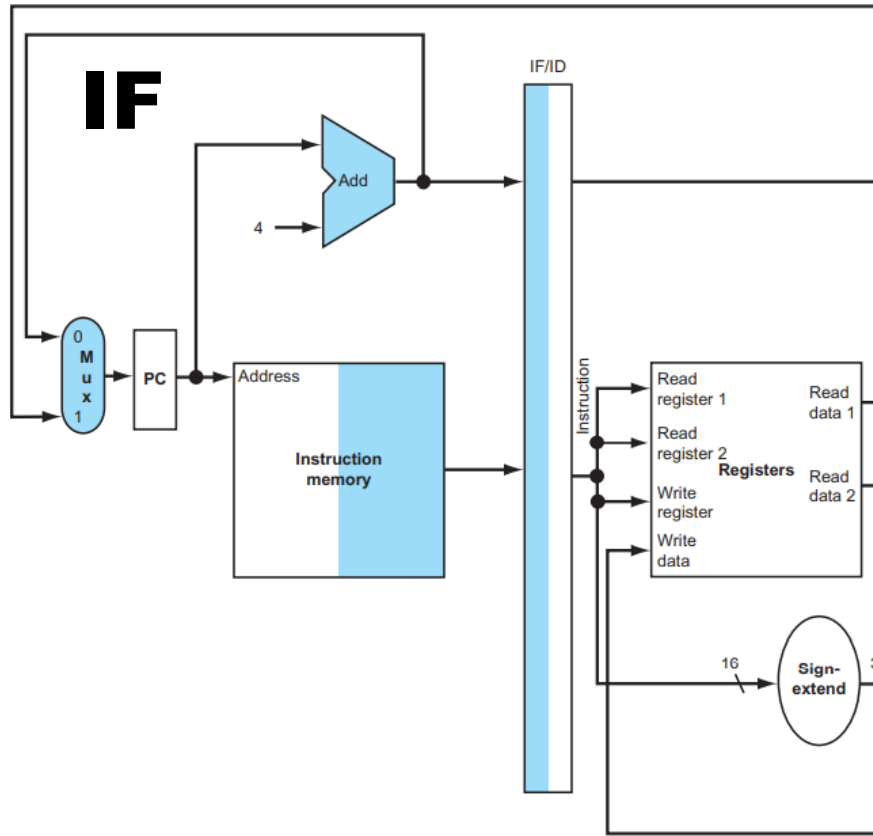 IF
IF/ID
Add
4
0
M
u
x
1
PC
Address
Instruction
memory
Instruction
Read
register 1
Read
register 2
Write
register
Write
data
Registers
Read
data 1
Read
data 2
16
Sign-
extend
3